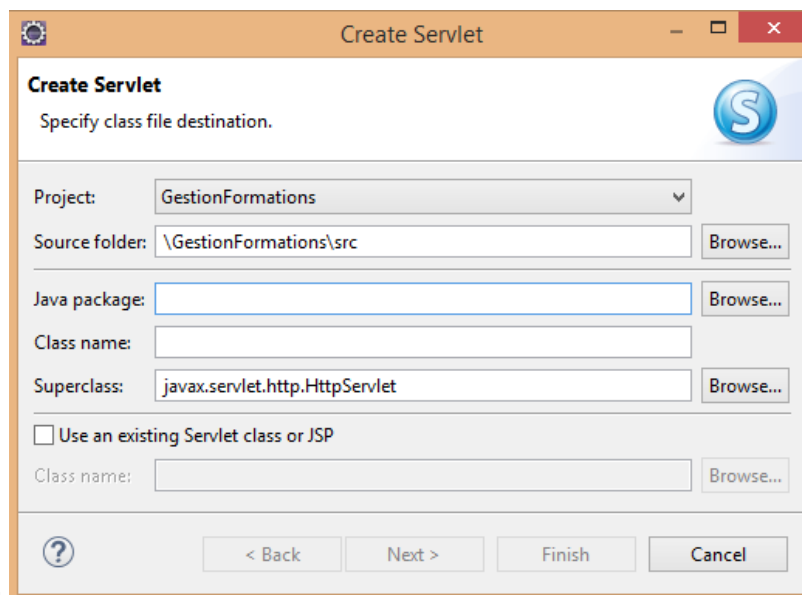 Create Servlet
Create Servlet
Specify class file destination.
S
Project: GestionFormations
Source folder: \GestionFormations\src Browse...
Java package: Browse...
Class name:
Superclass: javax.servlet.http.HttpServlet Browse...
Use an existing Servlet class or JSP
Class name: Browse...
? < Back Next > Finish Cancel